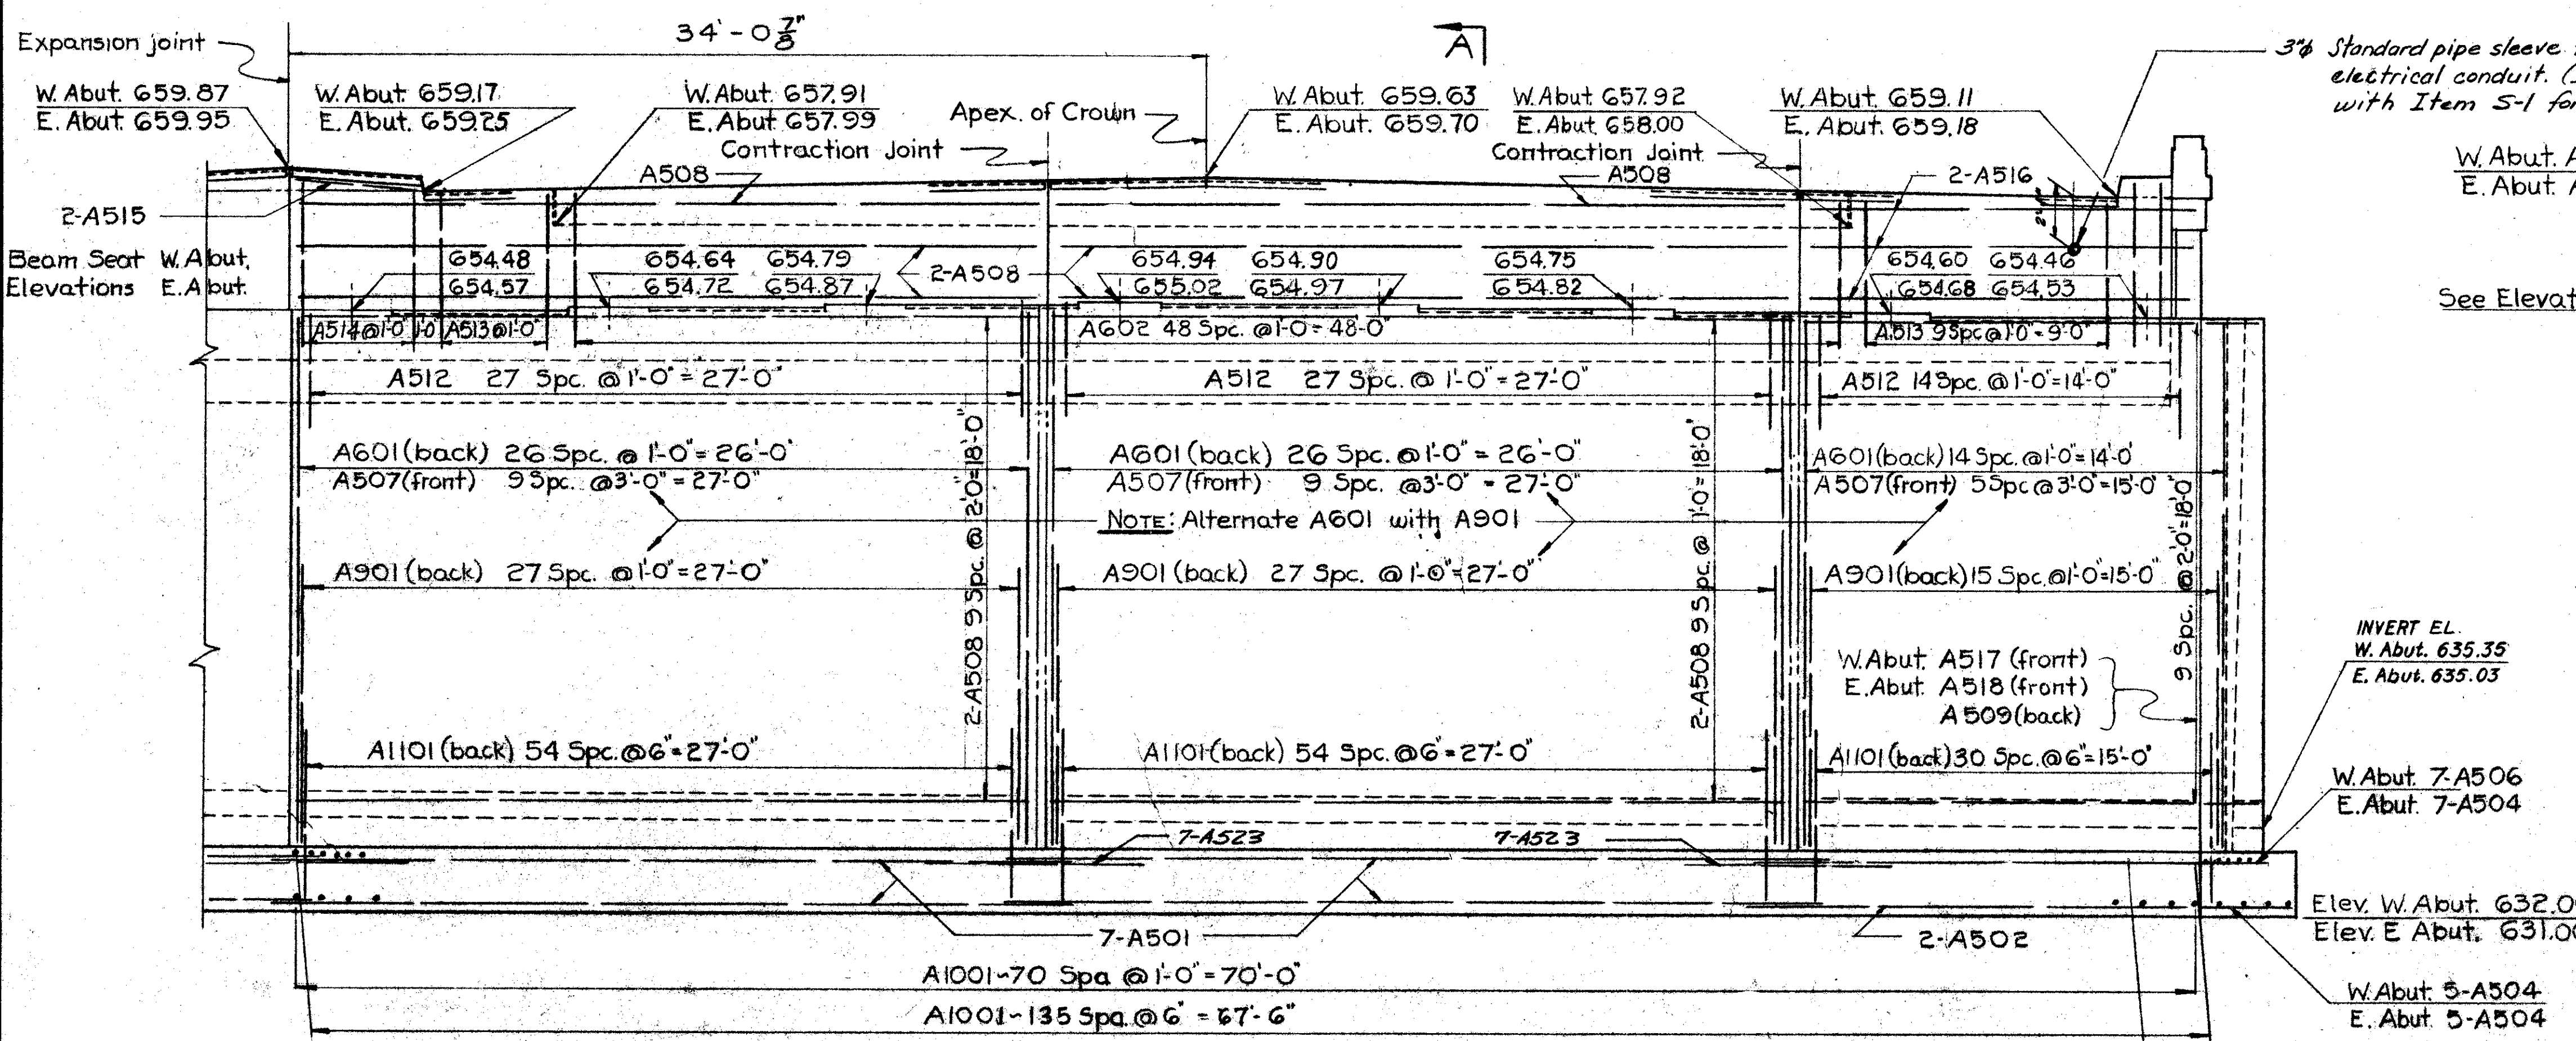 34'-0 7/8"
A
Expansion joint
W. Abut. 659.87
E. Abut. 659.95
W. Abut. 659.17
E. Abut. 659.25
W. Abut. 657.91
E. Abut. 657.99
Contraction Joint
Apex. of Crown
W. Abut. 659.63
E. Abut. 659.70
W. Abut. 657.92
E. Abut. 658.00
Contraction Joint
W. Abut. 659.11
E. Abut. 659.18
3"ϕ Standard pipe sleeve
electrical conduit.
with Item S-1 for
W. Abut. A
E. Abut. A
See Elevat
A508
A508
2-A516
2-A515
Beam Seat W. Abut.
Elevations E. Abut.
654.48
654.57
654.64 654.79
654.72 654.87
2-A508
654.94 654.90
655.02 654.97
654.75
654.82
654.60 654.46
654.68 654.53
A514@1'-0" 1'-0" A513@1'-0"
A602 48 Spc. @1'-0=48'-0"
A513 9Spc@1'-0"=9'-0"
A512 27 Spc. @ 1'-0"=27'-0"
A512 27 Spc. @ 1'-0"=27'-0"
A512 14Spc. @1'-0"=14'-0"
A601(back) 26 Spc. @ 1'-0"=26'-0"
A507(front) 9 Spc. @3'-0"=27'-0"
A601(back) 26 Spc. @1'-0"=26'-0"
A507(front) 9 Spc. @3'-0"=27'-0"
A601(back)14 Spc.@1'-0"=14'-0"
A507(front) 5Spc@3'-0"=15'-0"
NOTE: Alternate A601 with A901
A901(back) 27 Spc. @1'-0"=27'-0"
A901(back) 27 Spc. @1'-0"=27'-0"
A901(back)15 Spc.@1'-0"=15'-0"
2-A508 9 Spc. @ 2'-0"=18'-0"
2-A508 9 Spc. @ 1'-0"=18'-0"
9 Spc. @ 2'-0"=18'-0
INVERT EL.
W. Abut. 635.35
E. Abut. 635.03
W. Abut. A517 (front)
E. Abut. A518 (front)
A509(back)
A1101(back) 54 Spc.@6"=27'-0"
A1101(back) 54 Spc.@6"=27'-0"
A1101(back)30 Spc.@6"=15'-0"
W. Abut. 7-A506
E. Abut. 7-A504
7-A523
7-A523
7-A501
2-A502
Elev. W. Abut. 632.0
Elev. E Abut. 631.00
A1001~70 Spa @1'-0"=70'-0"
A1001~135 Spa.@6"=67'-6"
W. Abut. 5-A504
E. Abut. 5-A504